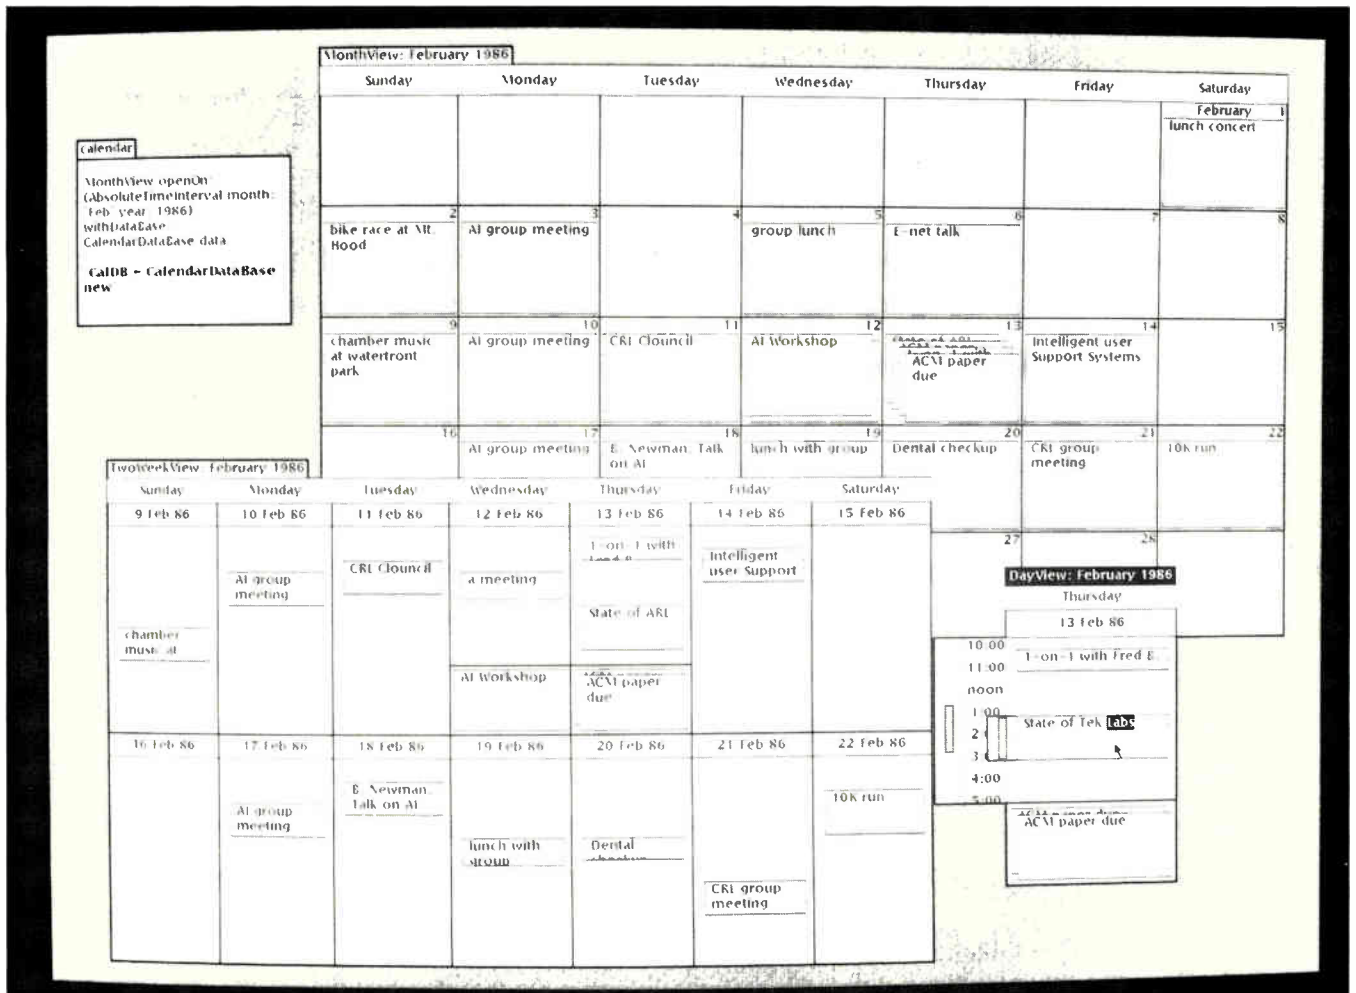 MonthView: February 1986
Sunday Monday Tuesday Wednesday Thursday Friday Saturday
February 1
lunch concert
calendar
MonthView openOn:
(AbsoluteTimeInterval month:
Feb year 1986)
withDataBase
CalendarDataBase data
CalDB ← CalendarDataBase
new
2 3 4 5 6 7 8
bike race at Mt.
Hood
AI group meeting
group lunch
E-net talk
9 10 11 12 13 14 15
chamber music
at waterfront
park
AI group meeting
CRL Clouncil
AI Workshop
State of ARL
ACM paper
due
Intelligent user
Support Systems
16 17 18 19 20 21 22
AI group meeting
B. Newman. Talk
on AI
lunch with group
Dental checkup
CRL group
meeting
10K run
27 28
TwoWeekView: February 1986
Sunday Monday Tuesday Wednesday Thursday Friday Saturday
9 Feb 86 10 Feb 86 11 Feb 86 12 Feb 86 13 Feb 86 14 Feb 86 15 Feb 86
chamber
music at
AI group
meeting
CRL Clouncil
a meeting
AI Workshop
1-on-1 with
Fred B.
State of ARL
ACM paper
due
Intelligent
user Support
16 Feb 86 17 Feb 86 18 Feb 86 19 Feb 86 20 Feb 86 21 Feb 86 22 Feb 86
AI group
meeting
B. Newman.
Talk on AI
lunch with
group
Dental
checkup
CRL group
meeting
10K run
DayView: February 1986
Thursday
13 Feb 86
10:00
11:00
noon
1:00
2
3
4:00
5:00
1-on-1 with Fred B.
State of Tek Labs
ACM paper due